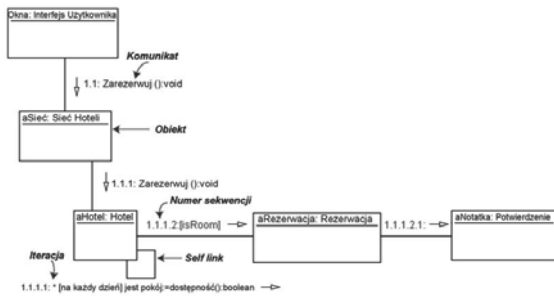 Okna: Interfejs Użytkownika
Komunikat
1.1: Zarezerwuj ():void
aSieć: Sieć Hoteli
Obiekt
1.1.1: Zarezerwuj ():void
Numer sekwencji
aHotel: Hotel
1.1.1.2:[isRoom]
aRezerwacja: Rezerwacja
1.1.1.2.1:
aNotatka: Potwierdzenie
Iteracja
Self link
1.1.1.1: * [na każdy dzień] jest pokój:=dostępność():boolean